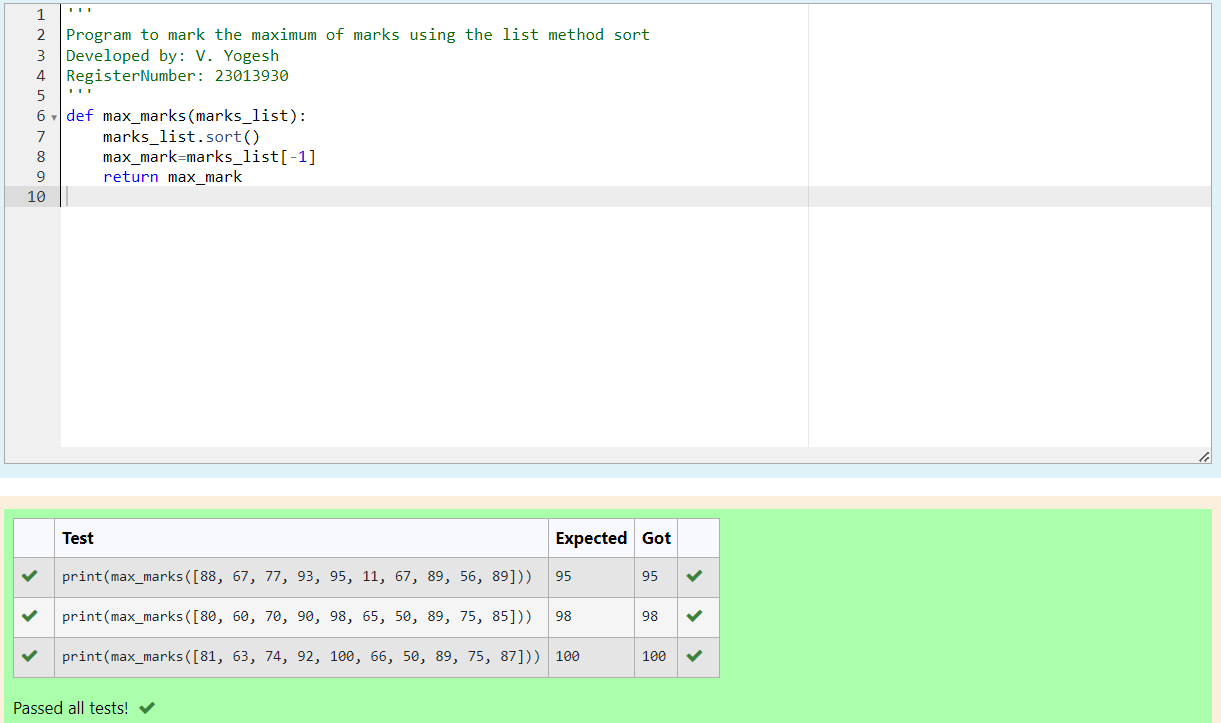 1 '''
2 Program to mark the maximum of marks using the list method sort
3 Developed by: V. Yogesh
4 RegisterNumber: 23013930
5 '''
6 def max_marks(marks_list):
7     marks_list.sort()
8     max_mark=marks_list[-1]
9     return max_mark
10
Test Expected Got
print(max_marks([88, 67, 77, 93, 95, 11, 67, 89, 56, 89])) 95 95
print(max_marks([80, 60, 70, 90, 98, 65, 50, 89, 75, 85])) 98 98
print(max_marks([81, 63, 74, 92, 100, 66, 50, 89, 75, 87])) 100 100
Passed all tests!